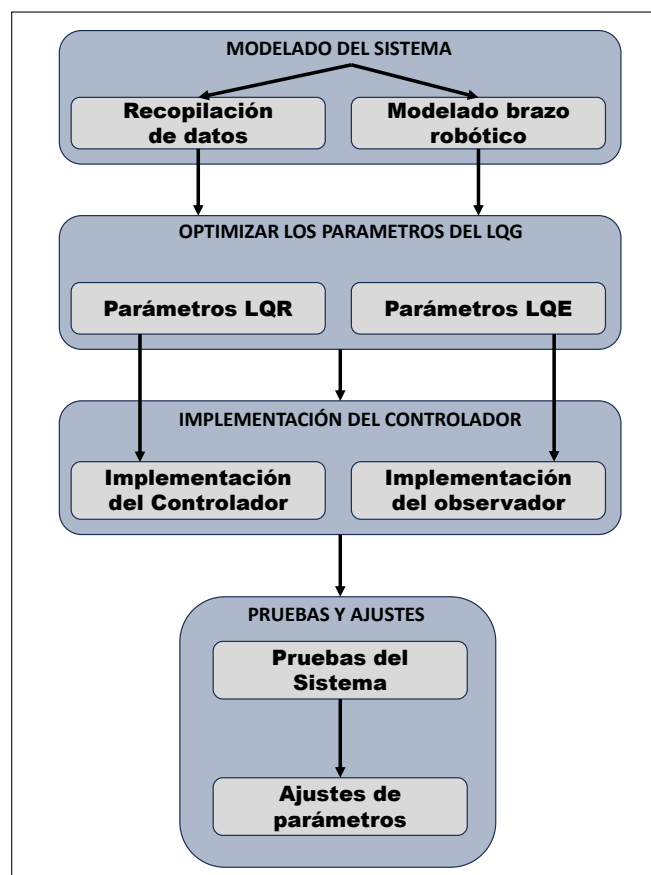 MODELADO DEL SISTEMA
Recopilación
de datos
Modelado brazo
robótico
OPTIMIZAR LOS PARAMETROS DEL LQG
Parámetros LQR
Parámetros LQE
IMPLEMENTACIÓN DEL CONTROLADOR
Implementación
del Controlador
Implementación
del observador
PRUEBAS Y AJUSTES
Pruebas del
Sistema
Ajustes de
parámetros